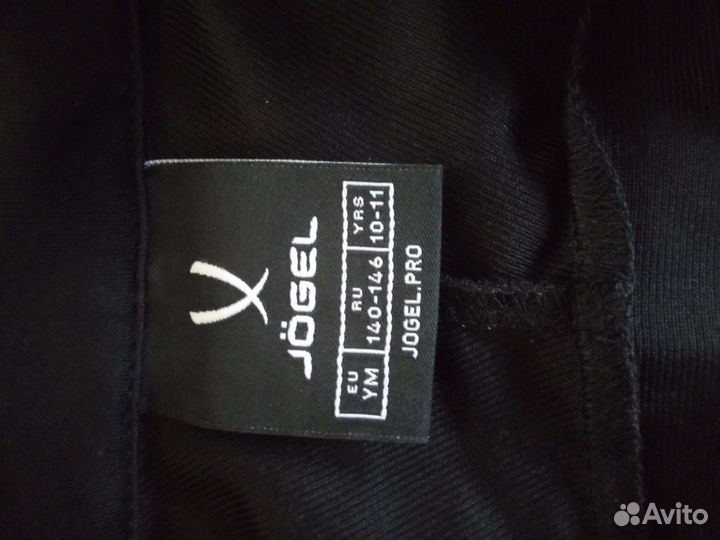 JÖGEL
EU RU YRS
YM 140-146 10-11
JOGEL.PRO
Avito